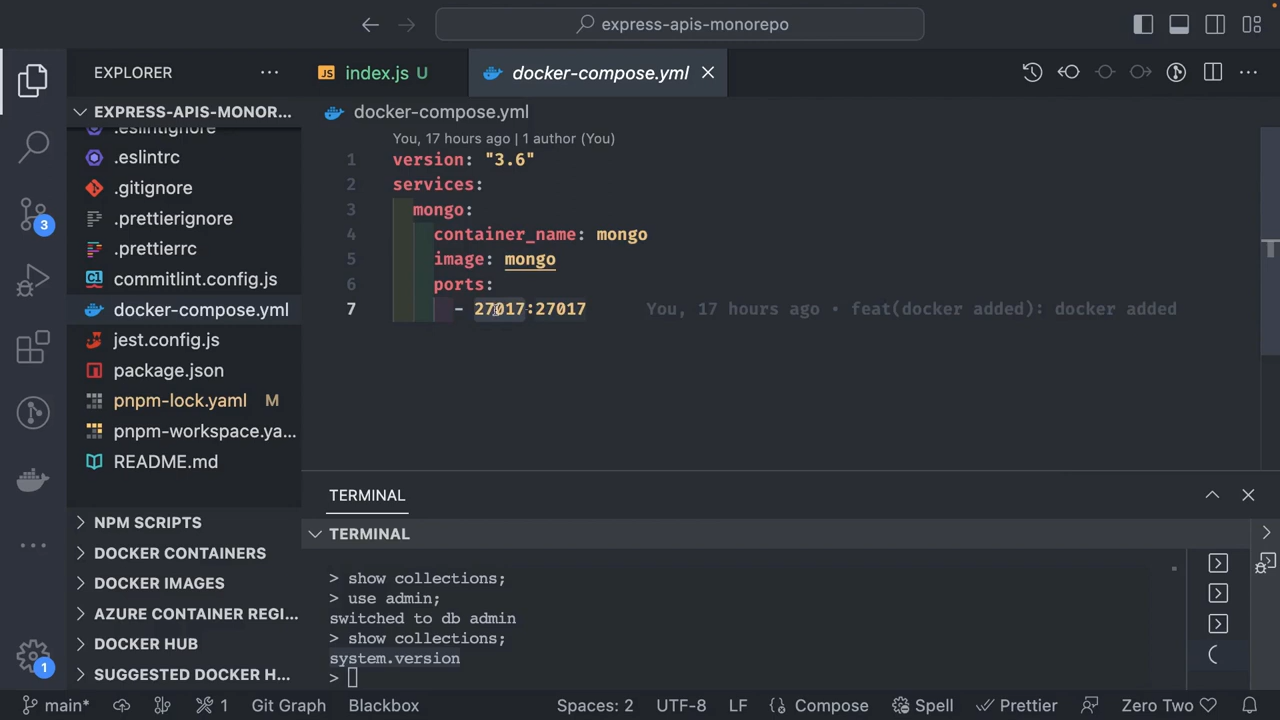 express-apis-monorepo
EXPLORER
index.js U
docker-compose.yml
EXPRESS-APIS-MONOR...
docker-compose.yml
.eslintignore
.eslintrc
.gitignore
.prettierignore
.prettierrc
commitlint.config.js
docker-compose.yml
jest.config.js
package.json
pnpm-lock.yaml M
pnpm-workspace.ya...
README.md
You, 17 hours ago | 1 author (You)
1 version: "3.6"
2 services:
3 mongo:
4 container_name: mongo
5 image: mongo
6 ports:
7 - 27017:27017 You, 17 hours ago • feat(docker added): docker added
3
NPM SCRIPTS
DOCKER CONTAINERS
DOCKER IMAGES
AZURE CONTAINER REGI...
DOCKER HUB
SUGGESTED DOCKER H...
1
TERMINAL
TERMINAL
> show collections;
> use admin;
switched to db admin
> show collections;
system.version
>
main* 1 Git Graph Blackbox Spaces: 2 UTF-8 LF Compose Spell Prettier Zero Two